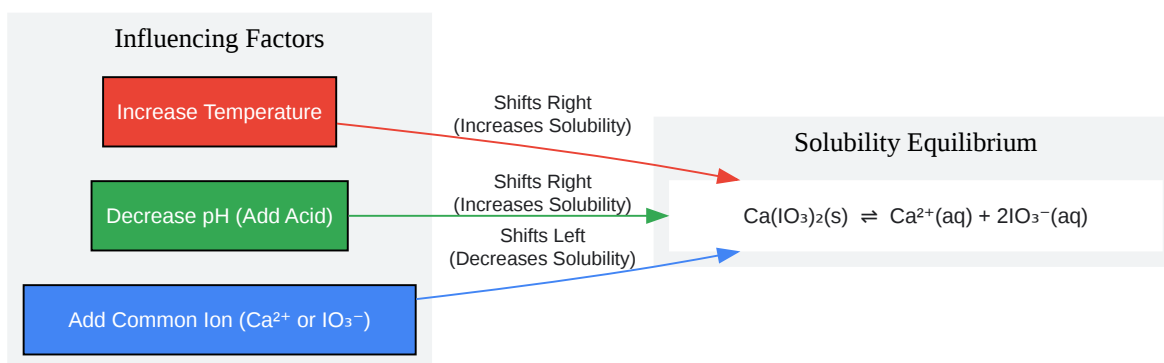 Influencing Factors
Increase Temperature
Decrease pH (Add Acid)
Add Common Ion (Ca²⁺ or IO₃⁻)
Shifts Right
(Increases Solubility)
Shifts Right
(Increases Solubility)
Shifts Left
(Decreases Solubility)
Solubility Equilibrium
Ca(IO₃)₂(s) ⇌ Ca²⁺(aq) + 2IO₃⁻(aq)